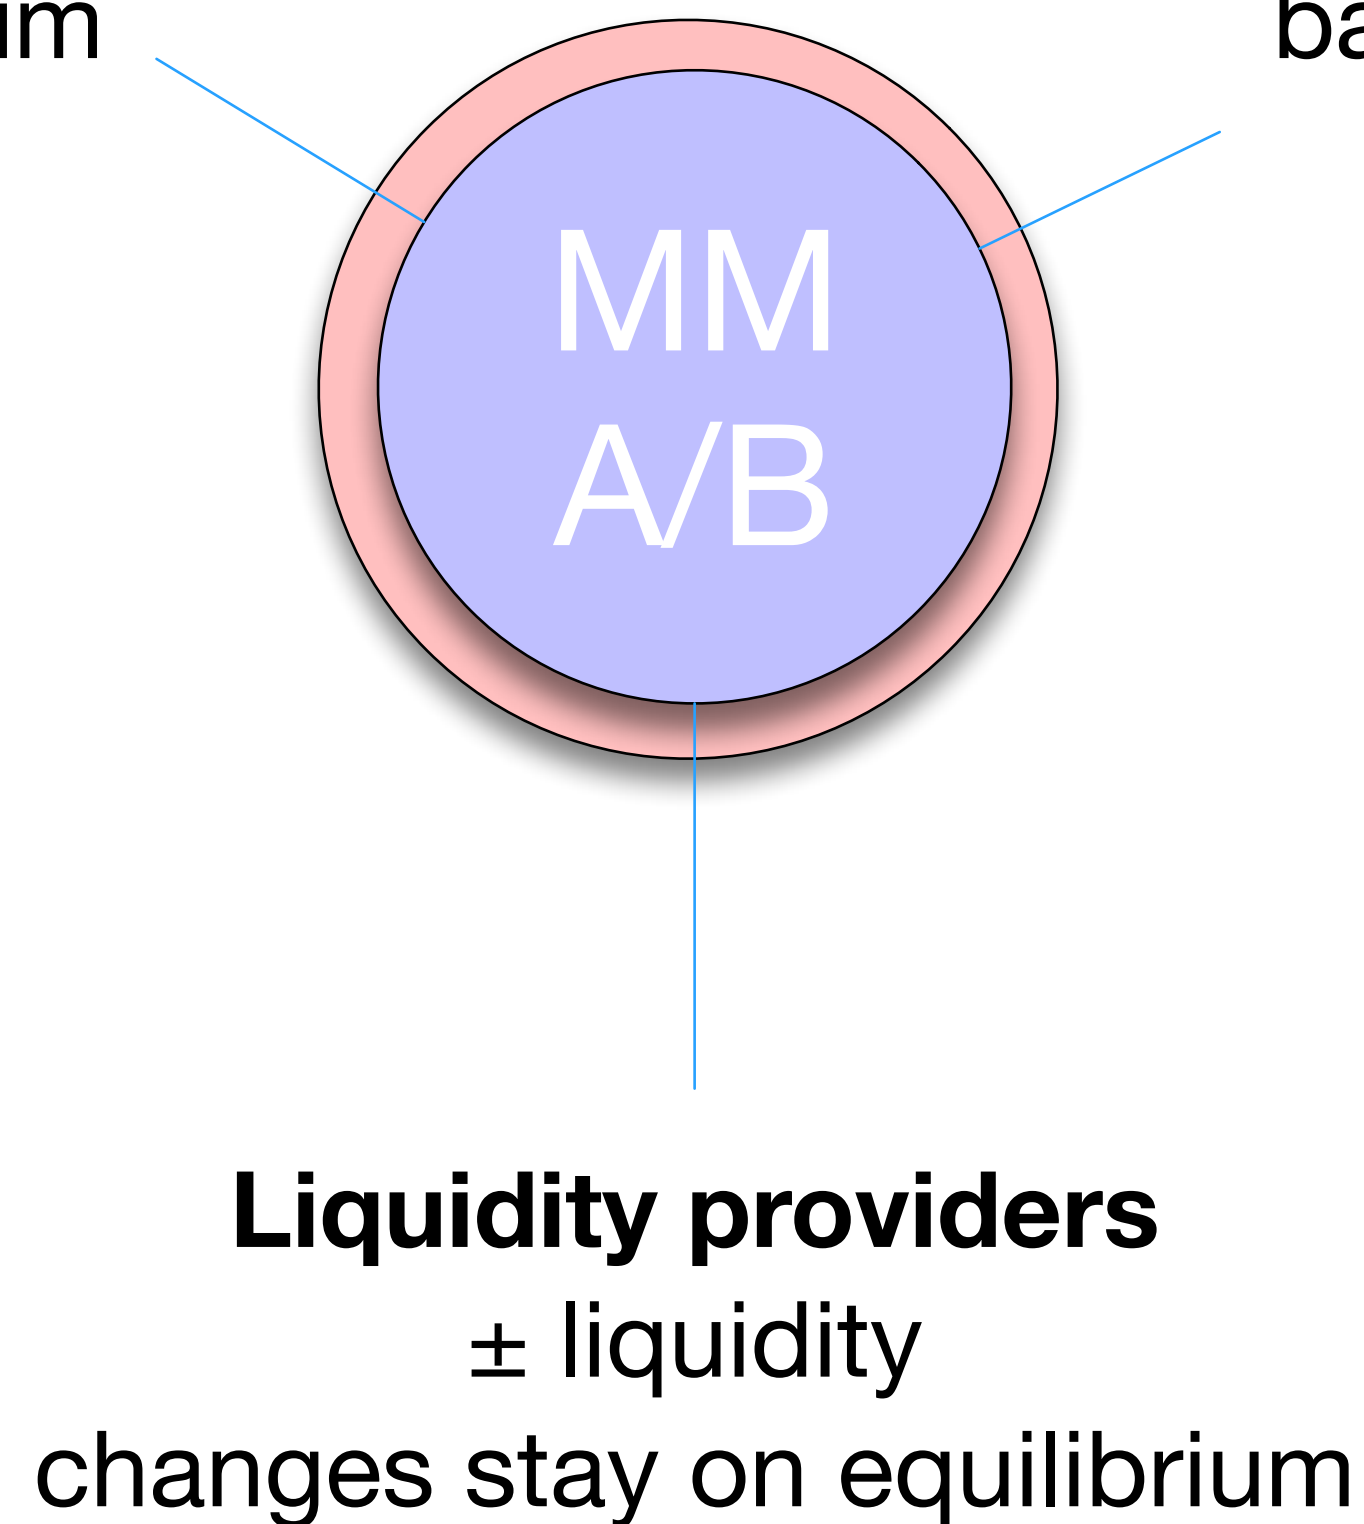 MM
A/B
Liquidity providers
± liquidity
changes stay on equilibrium